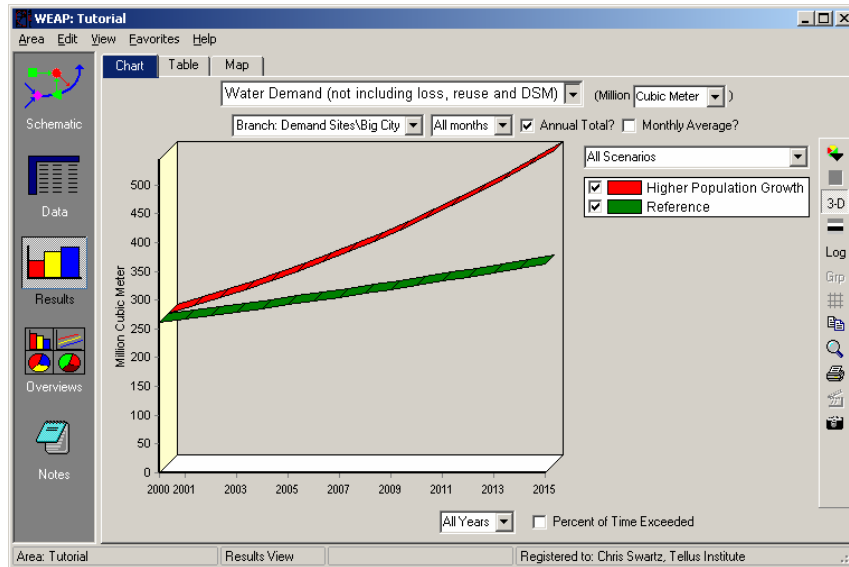 WEAP: Tutorial
Area Edit View Favorites Help
Chart Table Map
Water Demand (not including loss, reuse and DSM) (Million Cubic Meter )
Branch: Demand Sites\Big City All months Annual Total? Monthly Average?
All Scenarios
Higher Population Growth
Reference
Schematic
Data
Results
Overviews
Notes
Million Cubic Meter
500
450
400
350
300
250
200
150
100
50
0
2000 2001 2003 2005 2007 2009 2011 2013 2015
All Years Percent of Time Exceeded
3-D
Log
Grp
Area: Tutorial Results View Registered to: Chris Swartz, Tellus Institute